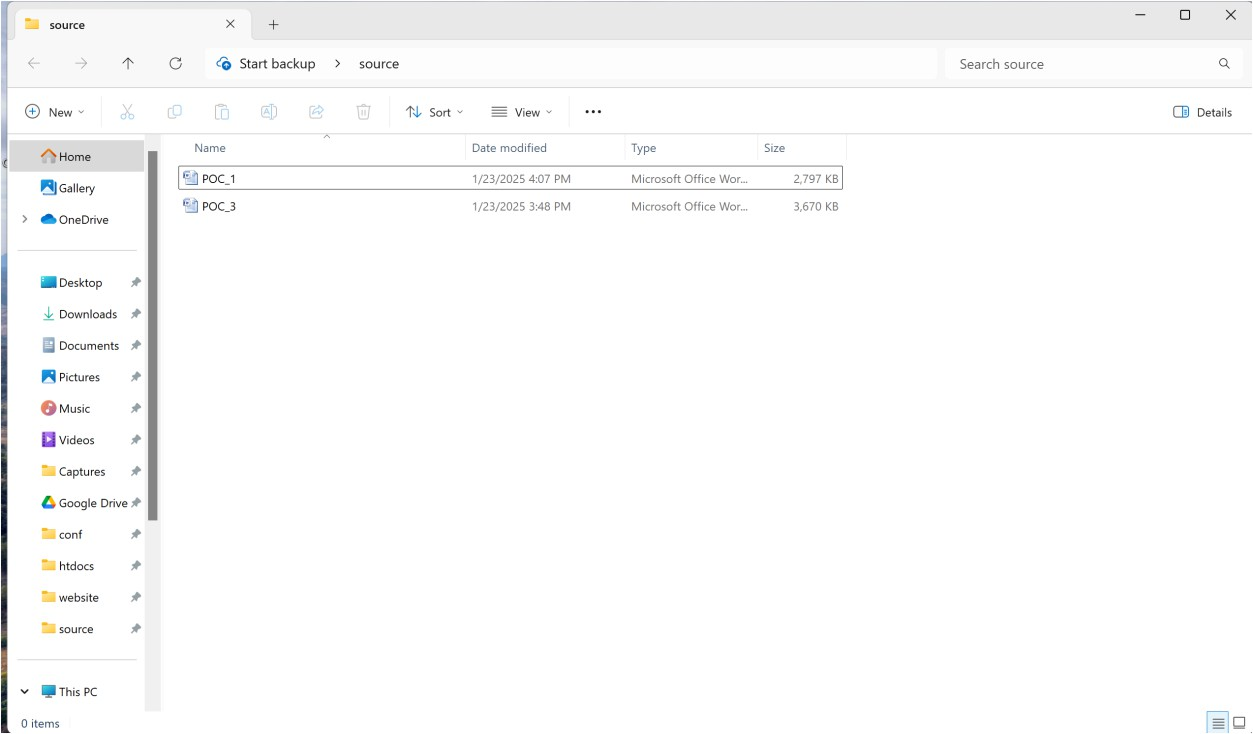 source
Start backup > source
Search source
New
Sort
View
Details
Name Date modified Type Size
POC_1 1/23/2025 4:07 PM Microsoft Office Wor... 2,797 KB
POC_3 1/23/2025 3:48 PM Microsoft Office Wor... 3,670 KB
Home
Gallery
OneDrive
Desktop
Downloads
Documents
Pictures
Music
Videos
Captures
Google Drive
conf
htdocs
website
source
This PC
0 items